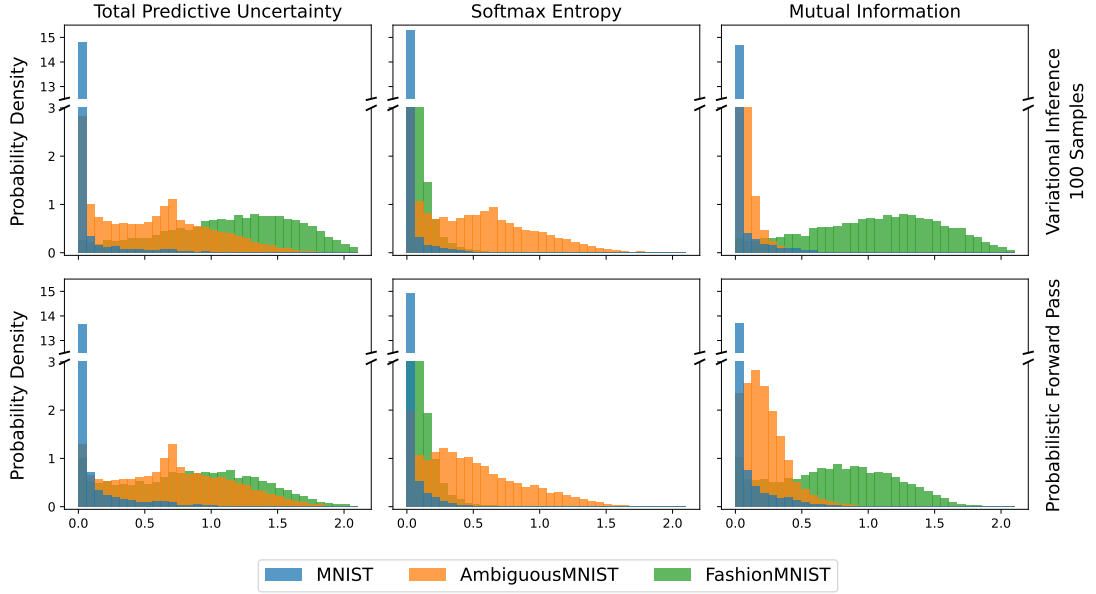 Total Predictive Uncertainty
Softmax Entropy
Mutual Information
Probability Density
15
14
13
3
2
1
0
Variational Inference
100 Samples
Probability Density
15
14
13
3
2
1
0
Probabilistic Forward Pass
0.0 0.5 1.0 1.5 2.0
0.0 0.5 1.0 1.5 2.0
0.0 0.5 1.0 1.5 2.0
MNIST AmbiguousMNIST FashionMNIST